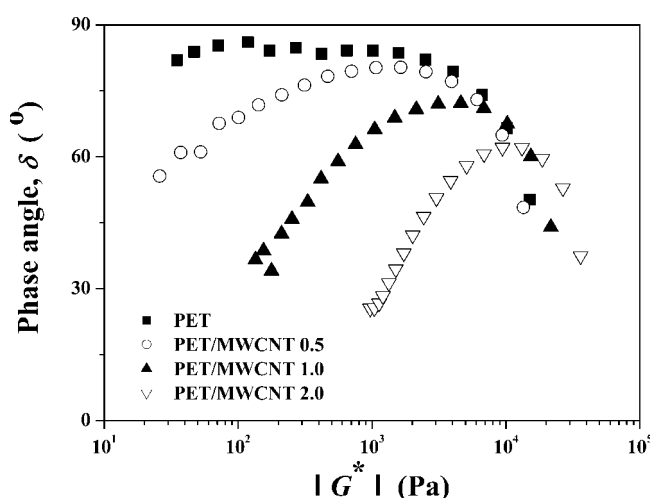 90
60
30
0
Phase angle, δ ( °)
PET
PET/MWCNT 0.5
PET/MWCNT 1.0
PET/MWCNT 2.0
10¹ 10² 10³ 10⁴ 10⁵
| G* | (Pa)